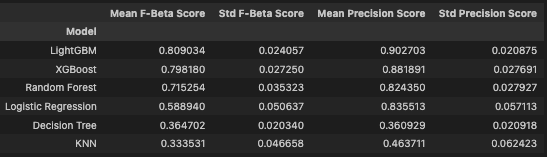 Mean F-Beta Score Std F-Beta Score Mean Precision Score Std Precision Score
Model
LightGBM 0.809034 0.024057 0.902703 0.020875
XGBoost 0.798180 0.027250 0.881891 0.027691
Random Forest 0.715254 0.035323 0.824350 0.027927
Logistic Regression 0.588940 0.050637 0.835513 0.057113
Decision Tree 0.364702 0.020340 0.360929 0.020918
KNN 0.333531 0.046658 0.463711 0.062423